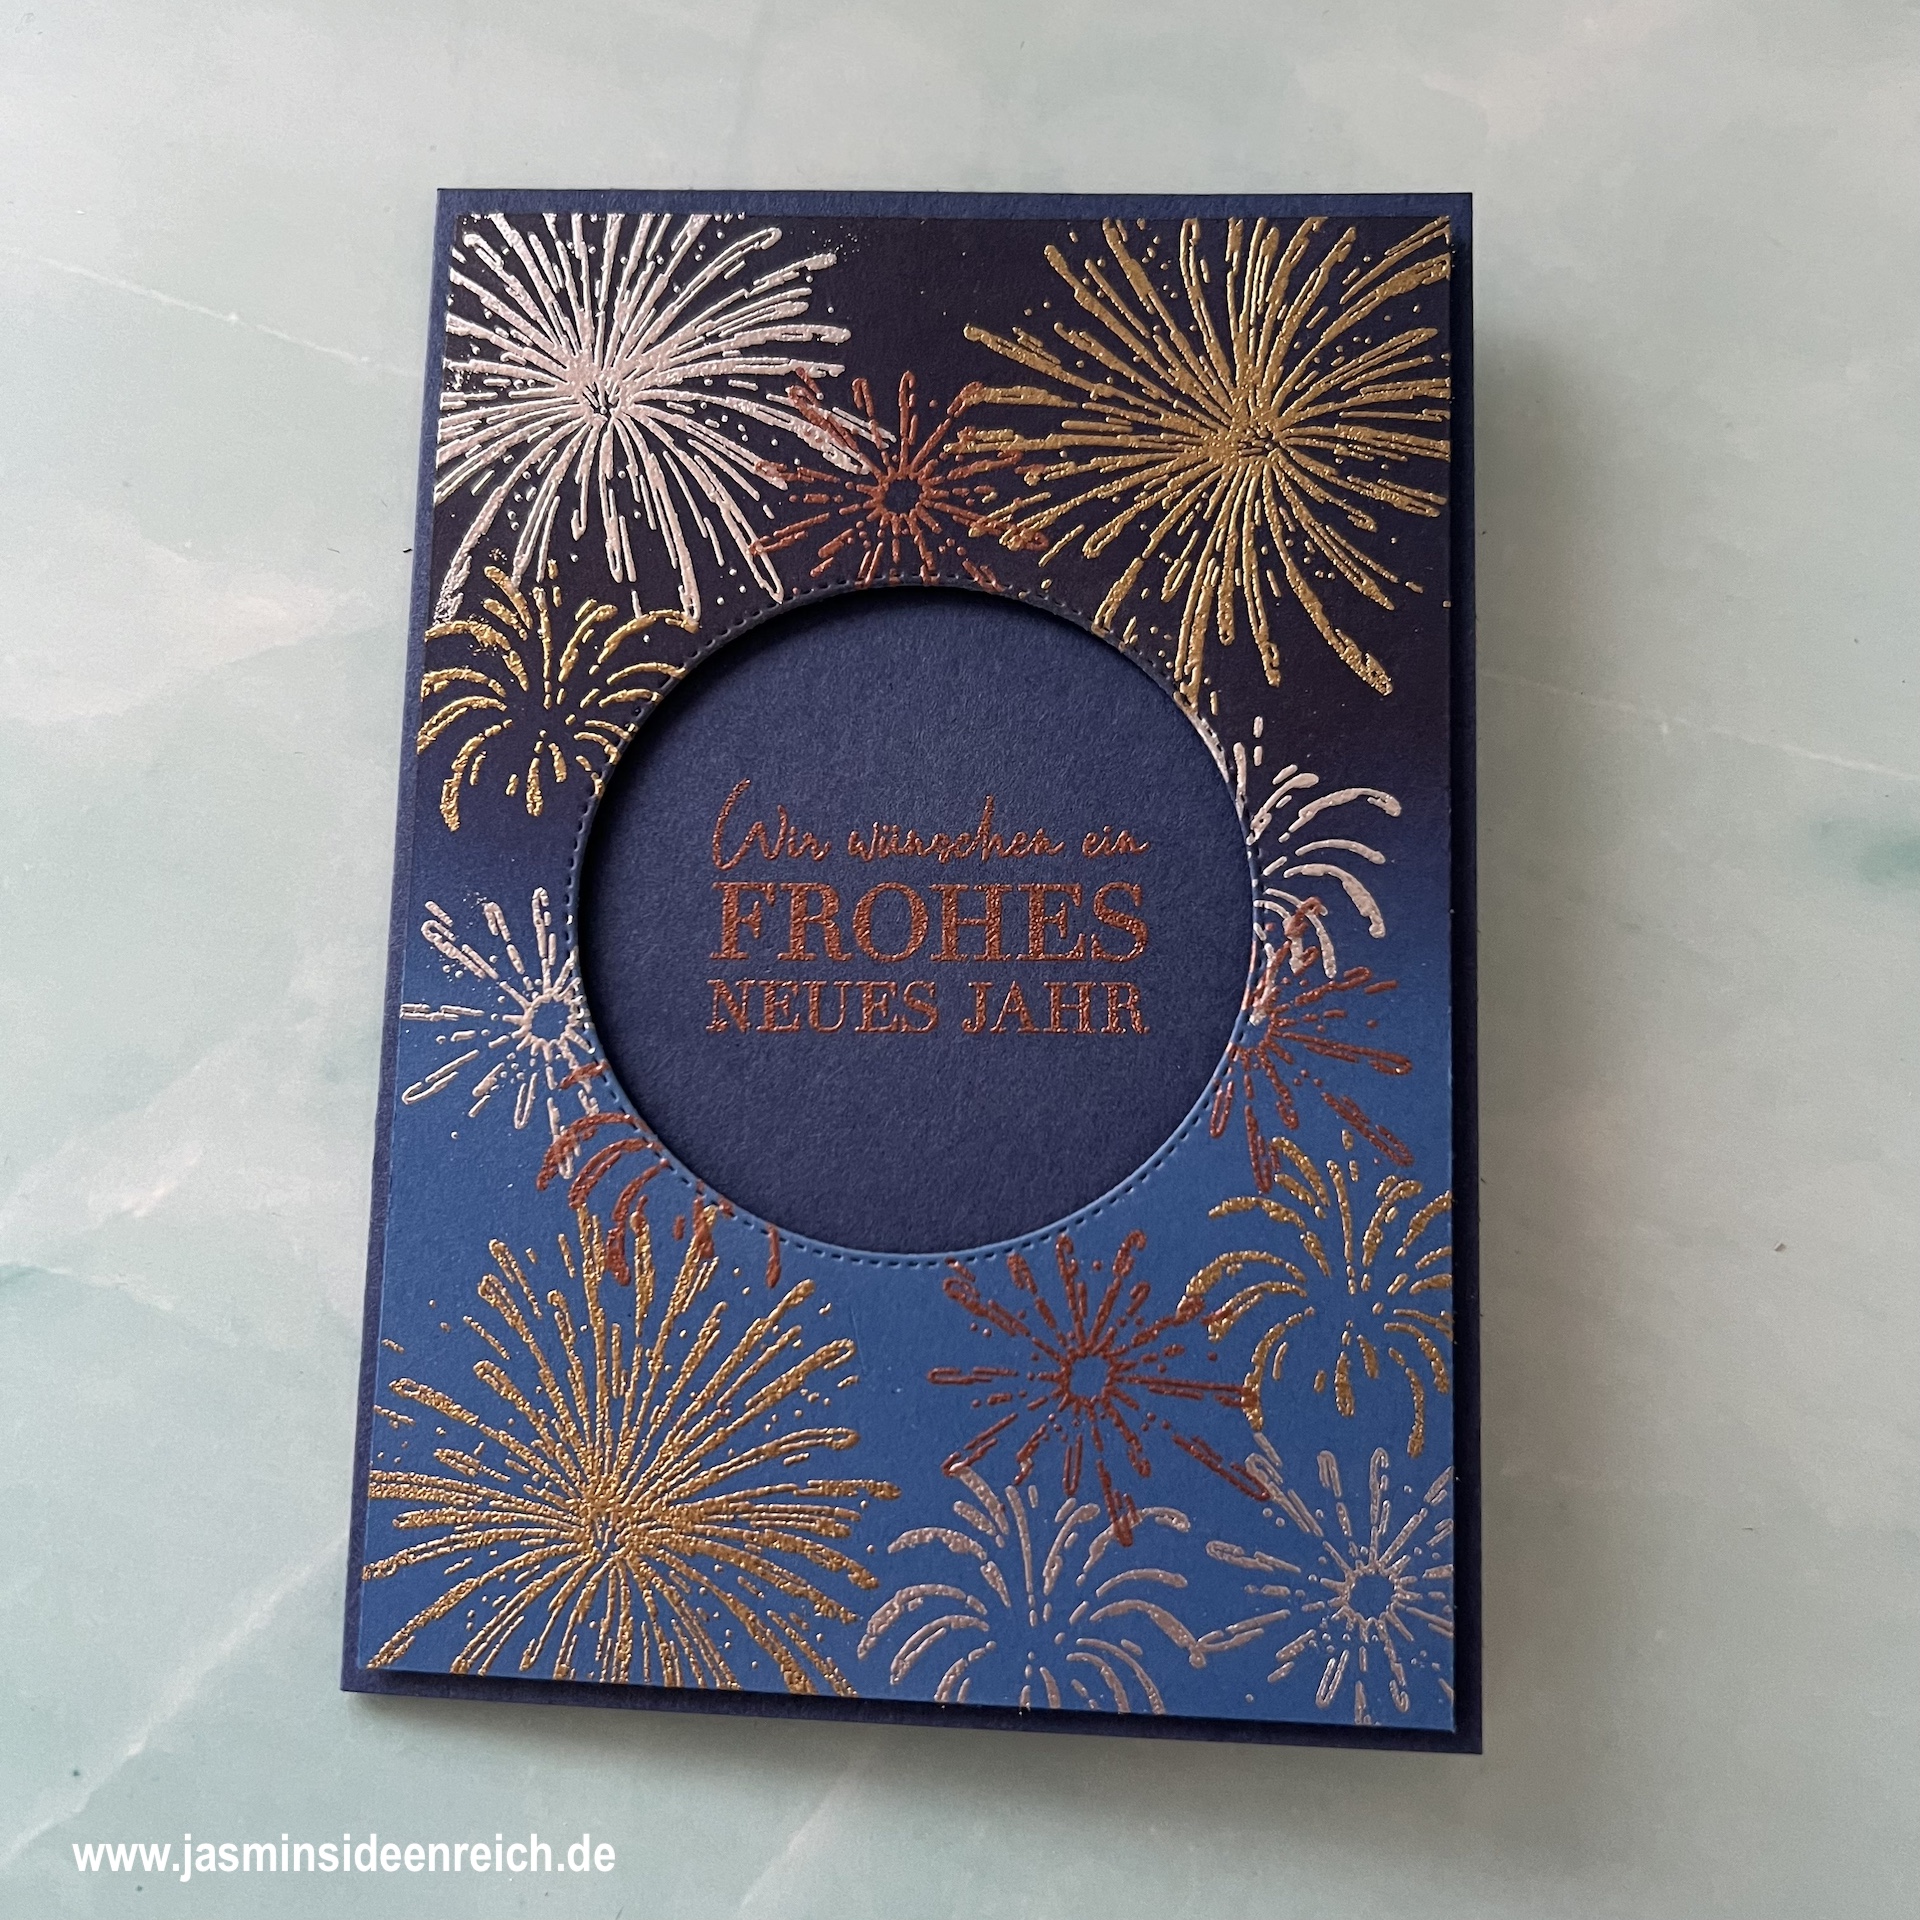 Wir wünschen ein
FROHES
NEUES JAHR
www.jasminsideenreich.de